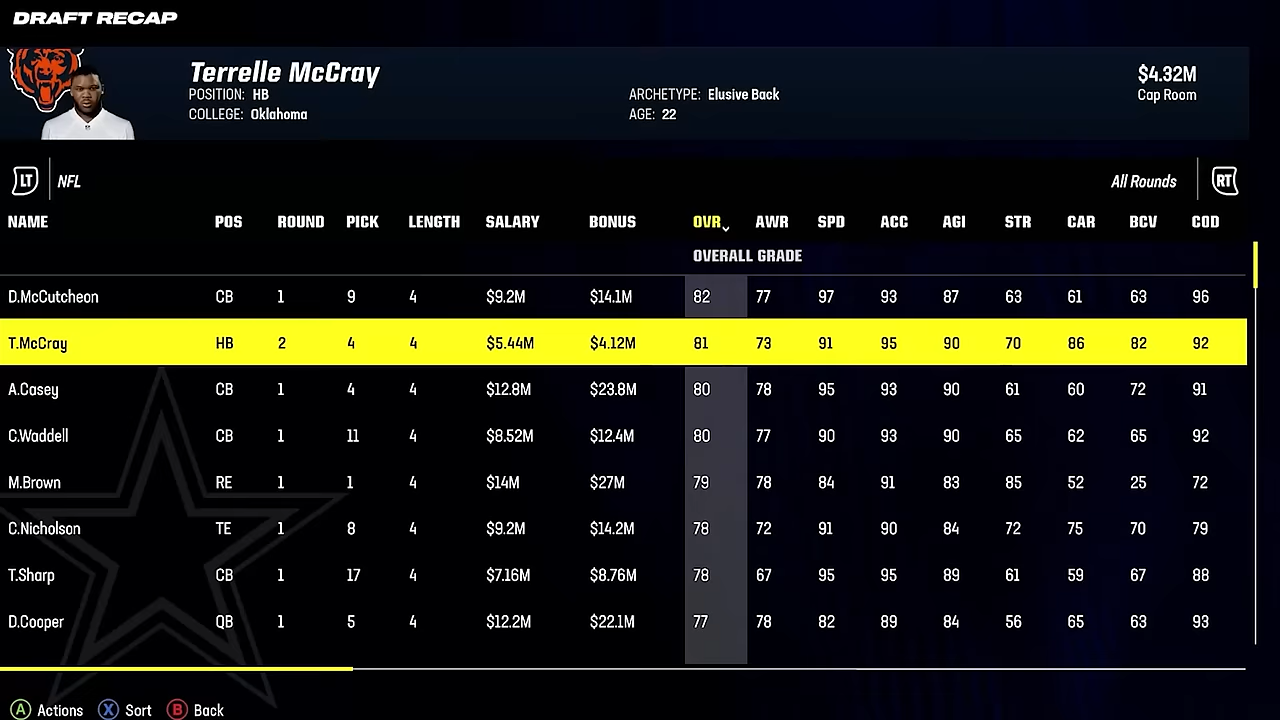 DRAFT RECAP
Terrelle McCray
POSITION: HB
COLLEGE: Oklahoma
ARCHETYPE: Elusive Back
AGE: 22
$4.32M
Cap Room
LT NFL All Rounds RT
NAME POS ROUND PICK LENGTH SALARY BONUS OVR AWR SPD ACC AGI STR CAR BCV COD
OVERALL GRADE
D.McCutcheon CB 1 9 4 $9.2M $14.1M 82 77 97 93 87 63 61 63 96
T.McCray HB 2 4 4 $5.44M $4.12M 81 73 91 95 90 70 86 82 92
A.Casey CB 1 4 4 $12.8M $23.8M 80 78 95 93 90 61 60 72 91
C.Waddell CB 1 11 4 $8.52M $12.4M 80 77 90 93 90 65 62 65 92
M.Brown RE 1 1 4 $14M $27M 79 78 84 91 83 85 52 25 72
C.Nicholson TE 1 8 4 $9.2M $14.2M 78 72 91 90 84 72 75 70 79
T.Sharp CB 1 17 4 $7.16M $8.76M 78 67 95 95 89 61 59 67 88
D.Cooper QB 1 5 4 $12.2M $22.1M 77 78 82 89 84 56 65 63 93
A Actions X Sort B Back